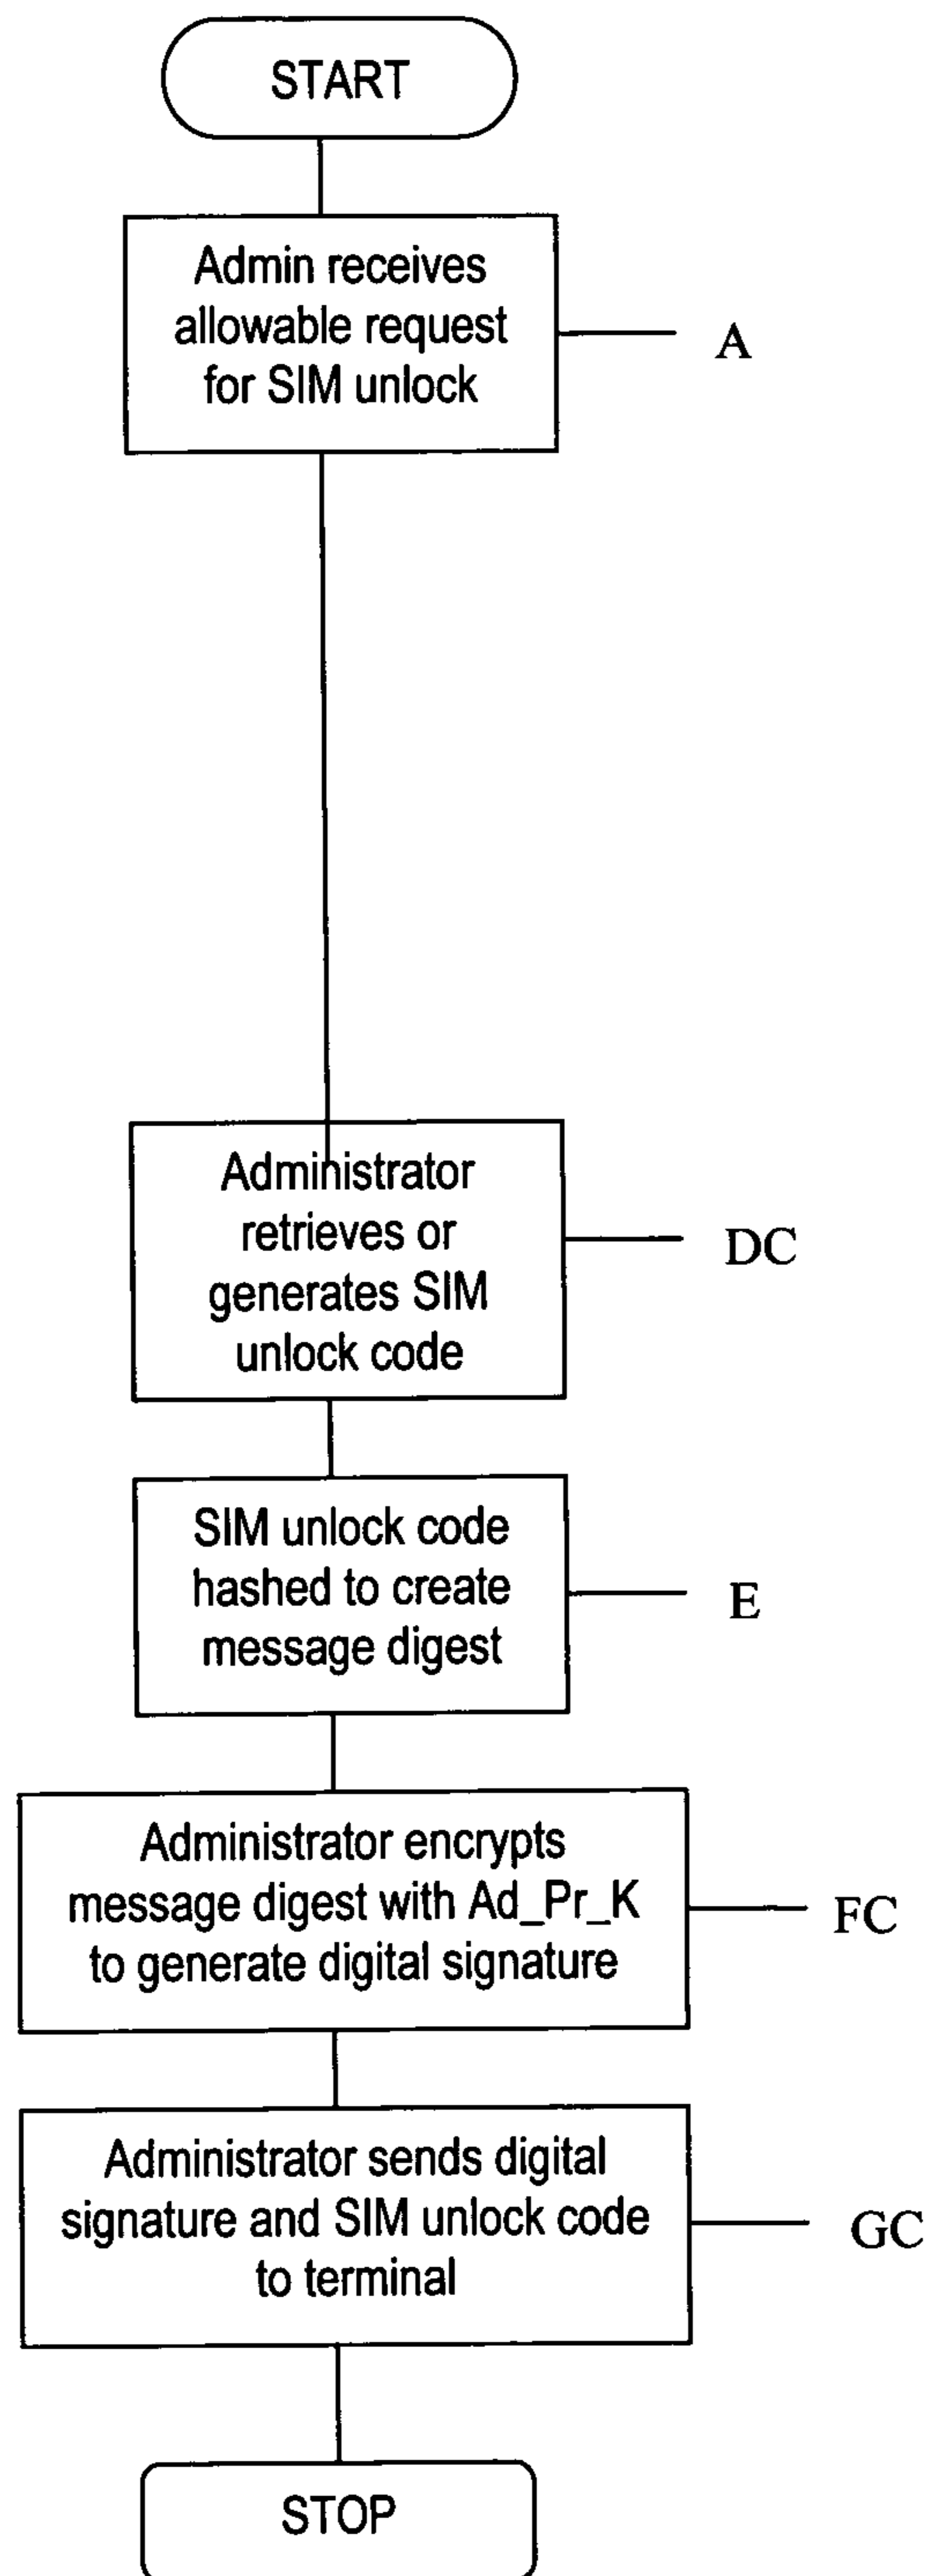 START
Admin receives
allowable request
for SIM unlock
A
Administrator
retrieves or
generates SIM
unlock code
DC
SIM unlock code
hashed to create
message digest
E
Administrator encrypts
message digest with Ad_Pr_K
to generate digital signature
FC
Administrator sends digital
signature and SIM unlock code
to terminal
GC
STOP